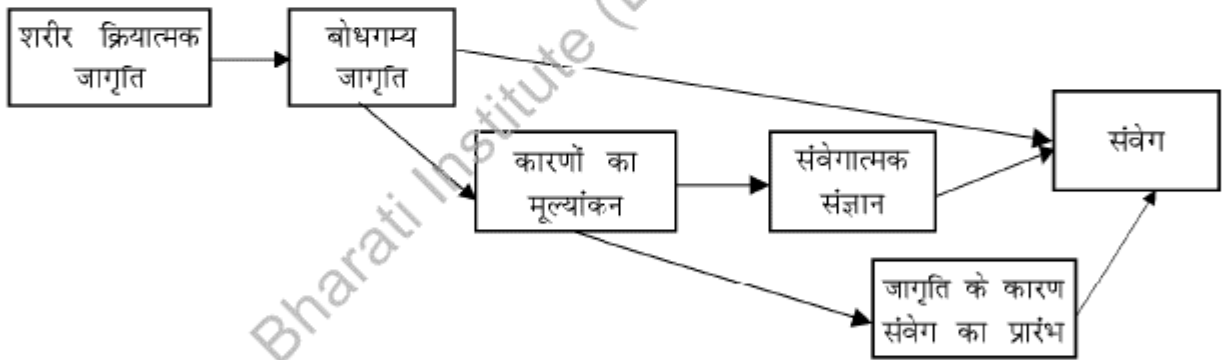 शरीर क्रियात्मक
जागृति
बोधगम्य
जागृति
कारणों का
मूल्यांकन
संवेगात्मक
संज्ञान
संवेग
जागृति के कारण
संवेग का प्रारंभ
Bharati Institute (